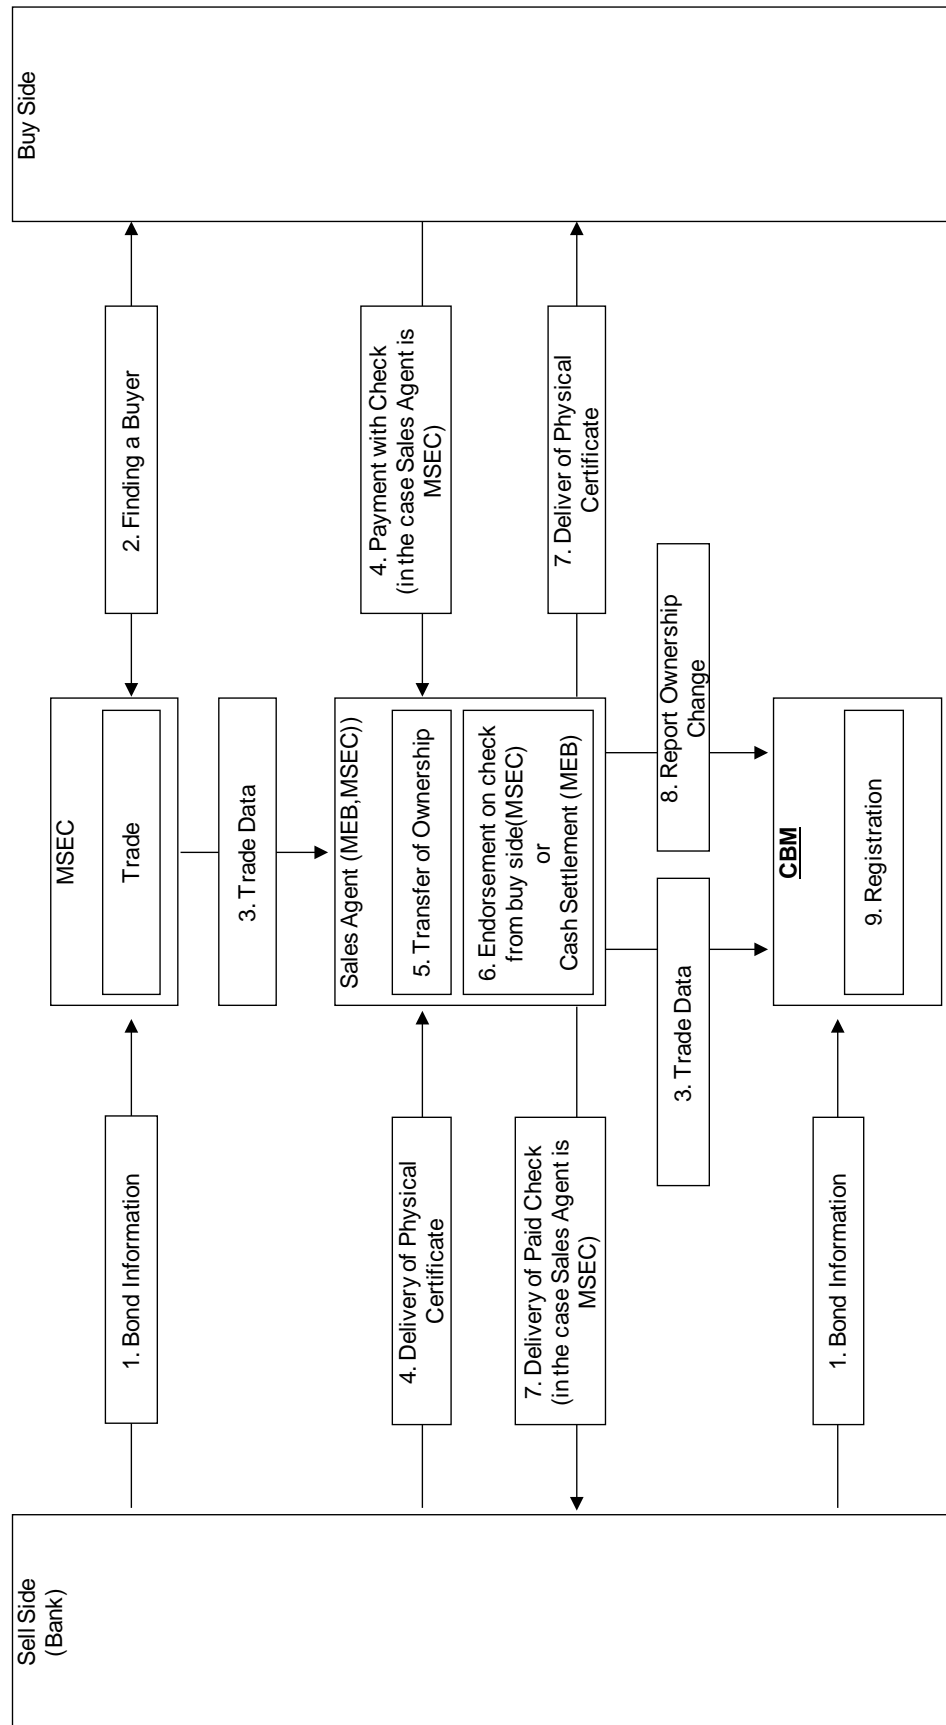 Sell Side
(Bank)
Buy Side
1. Bond Information
MSEC
Trade
2. Finding a Buyer
3. Trade Data
4. Delivery of Physical
Certificate
Sales Agent (MEB,MSEC))
5. Transfer of Ownership
6. Endorsement on check
from buy side(MSEC)
or
Cash Settlement (MEB)
4. Payment with Check
(in the case Sales Agent is
MSEC)
7. Delivery of Paid Check
(in the case Sales Agent is
MSEC)
7. Deliver of Physical
Certificate
3. Trade Data
8. Report Ownership
Change
1. Bond Information
CBM
9. Registration